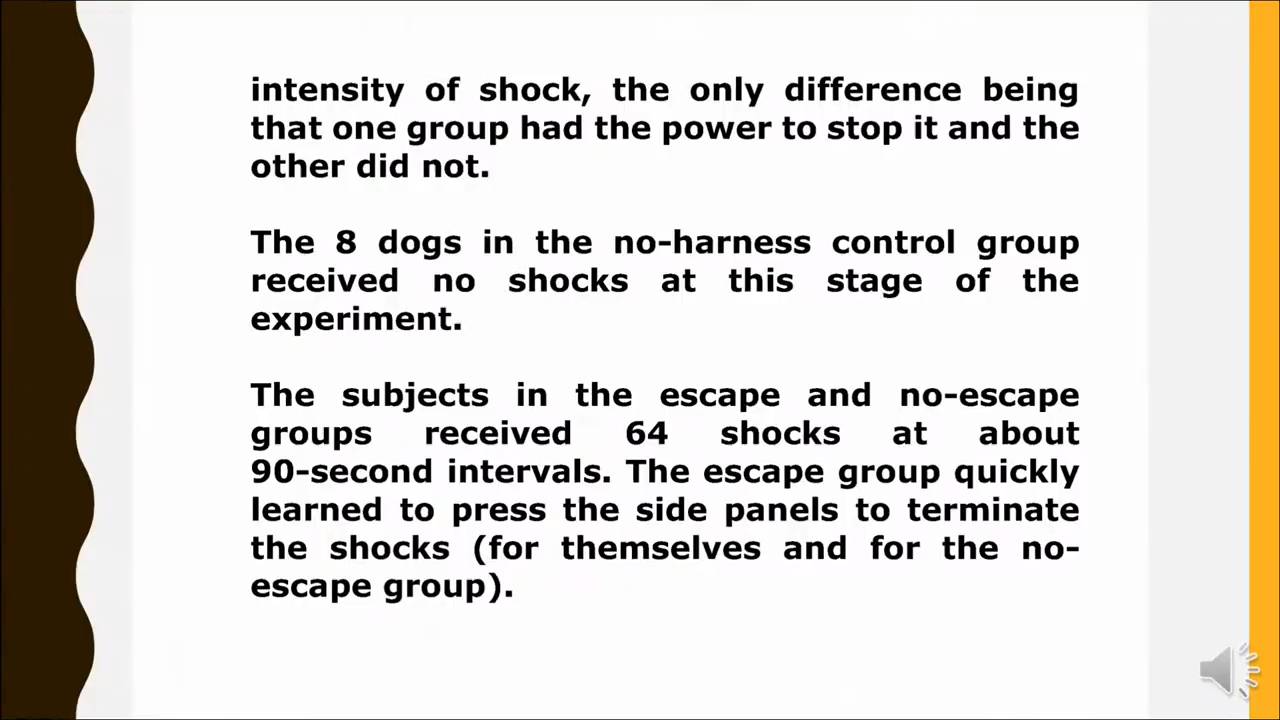 intensity of shock, the only difference being
that one group had the power to stop it and the
other did not.
The 8 dogs in the no-harness control group
received no shocks at this stage of the
experiment.
The subjects in the escape and no-escape
groups received 64 shocks at about
90-second intervals. The escape group quickly
learned to press the side panels to terminate
the shocks (for themselves and for the no-
escape group).